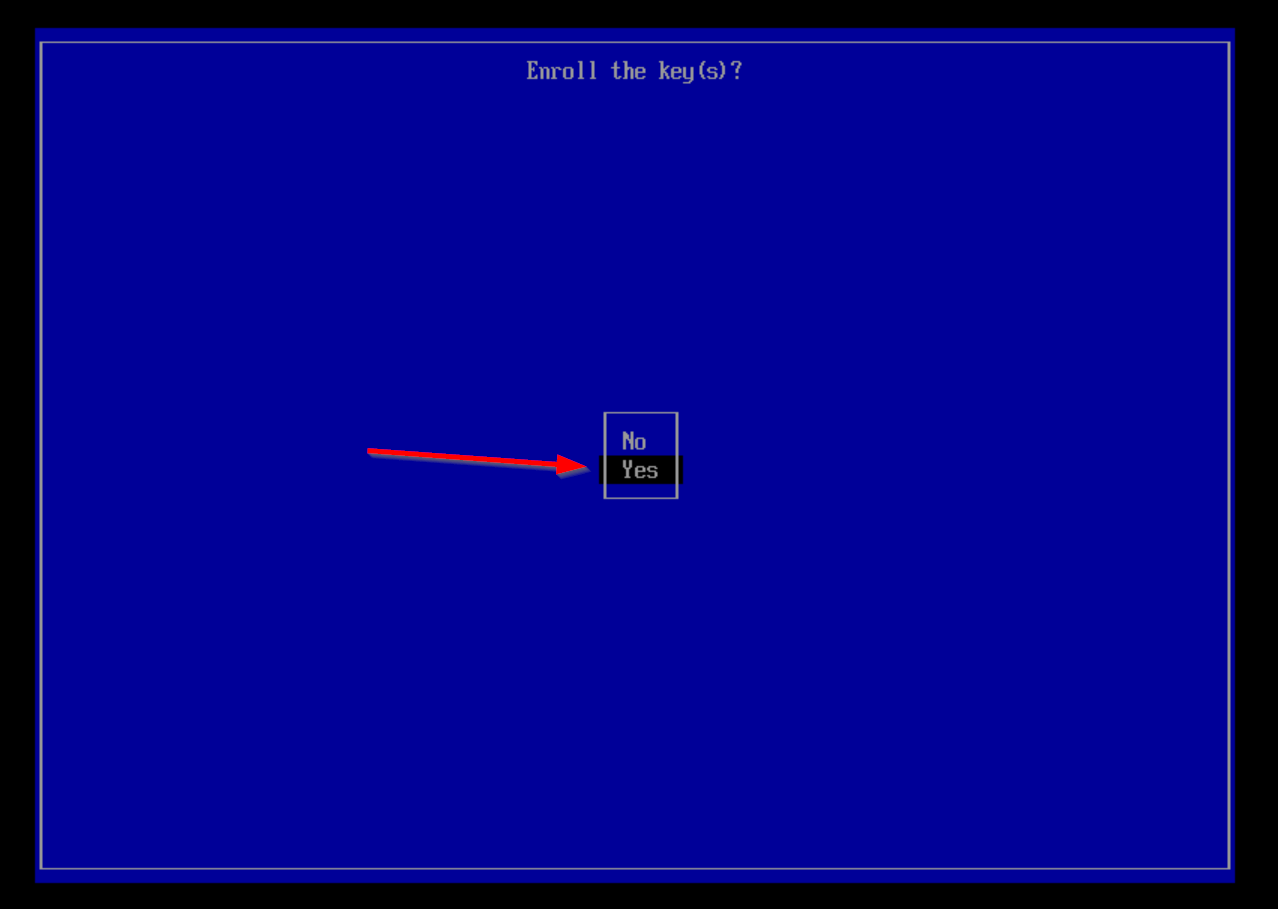 Enroll the key(s)?
No
Yes